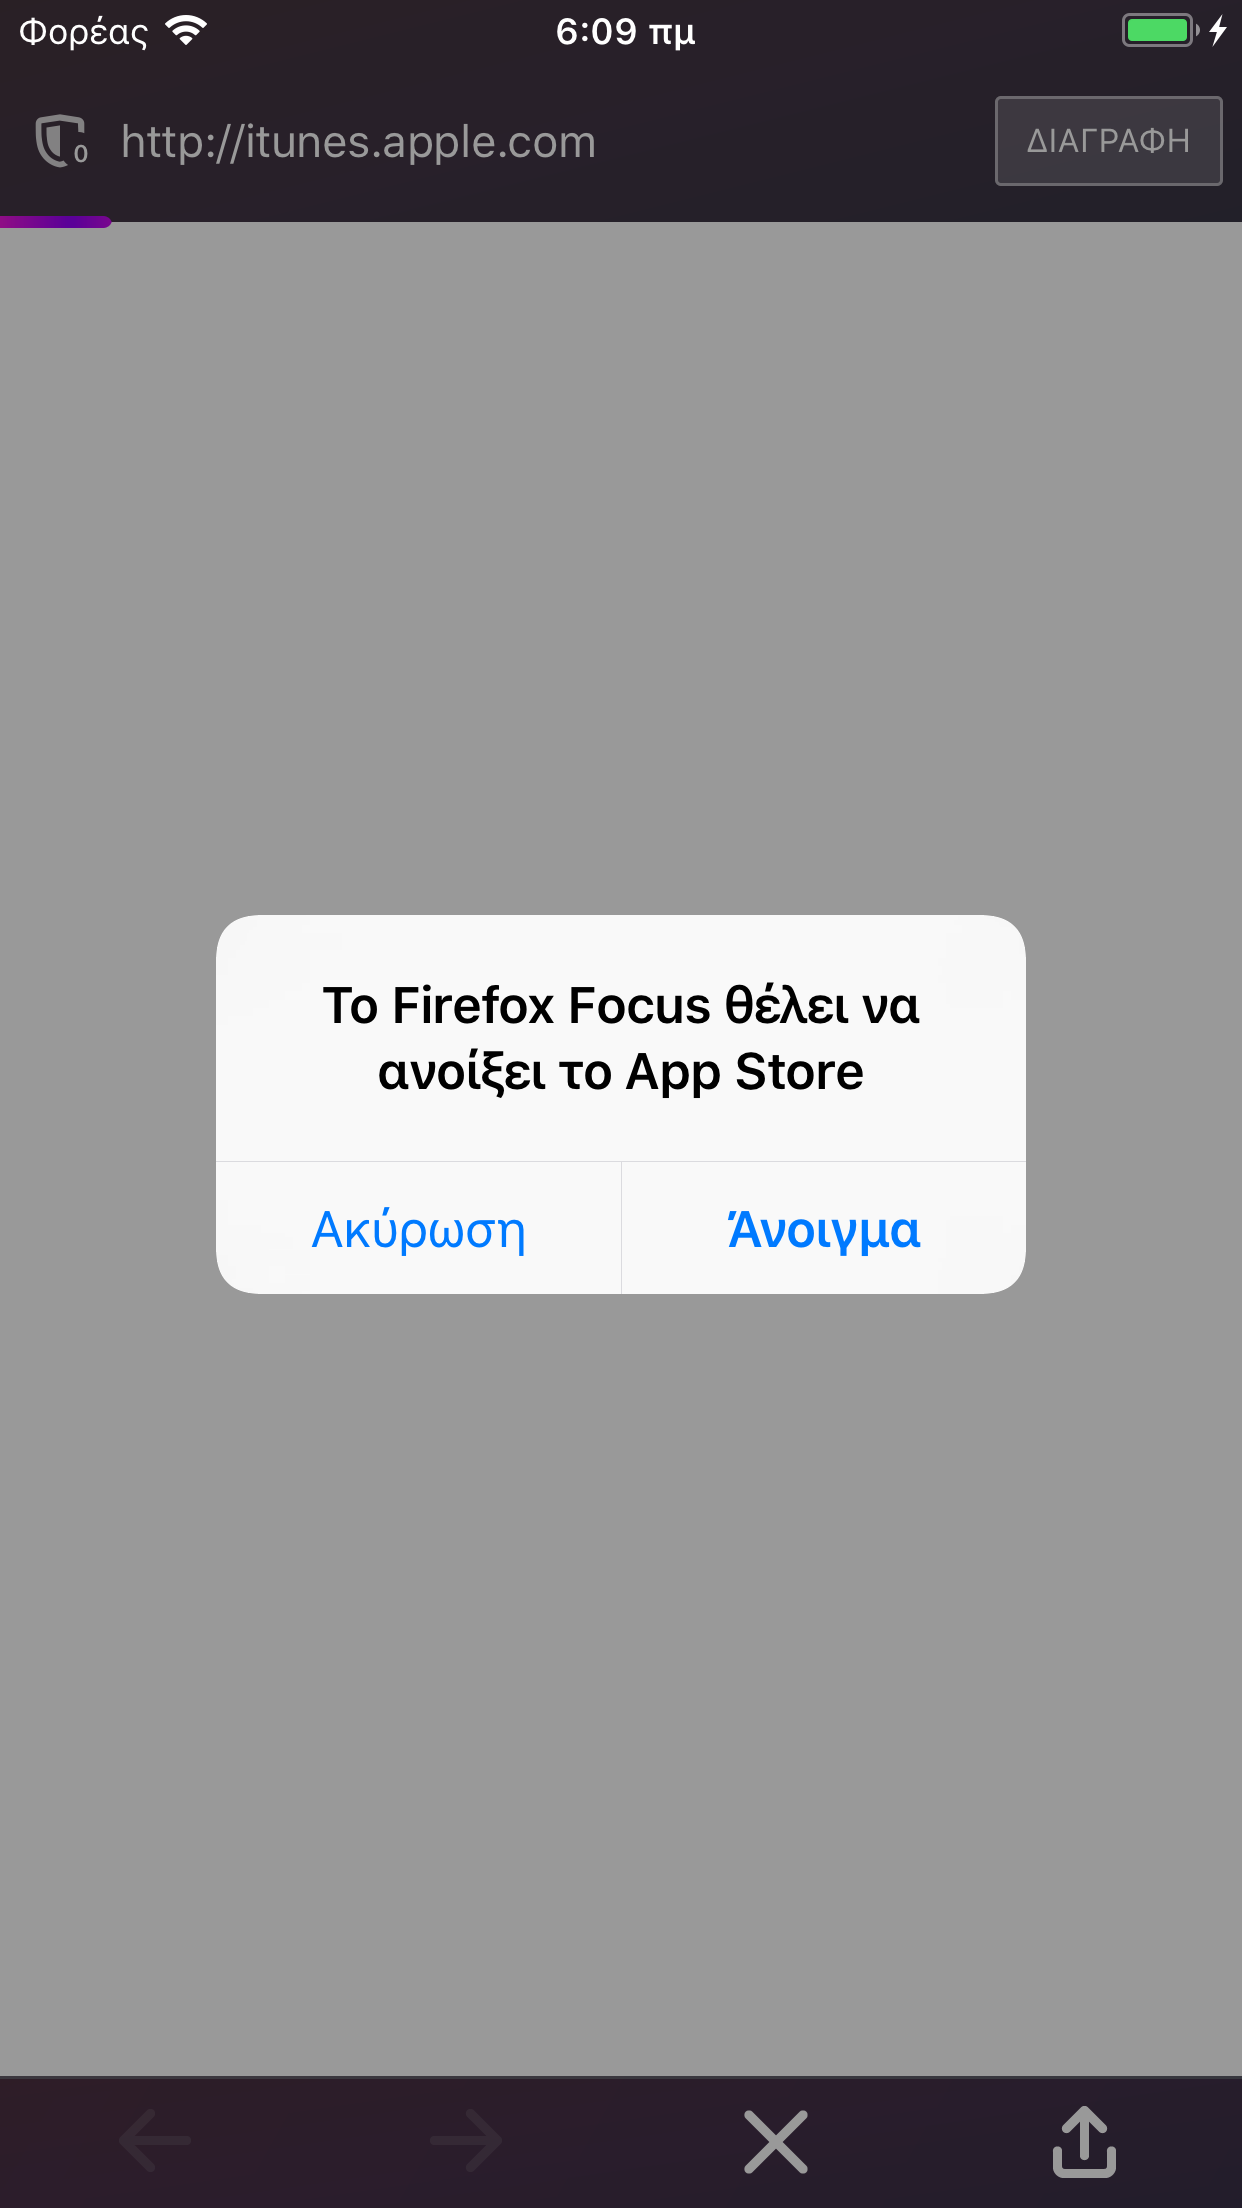 Φορέας 6:09 πμ
0 http://itunes.apple.com ΔΙΑΓΡΑΦΗ
Το Firefox Focus θέλει να
ανοίξει το App Store
Ακύρωση Άνοιγμα